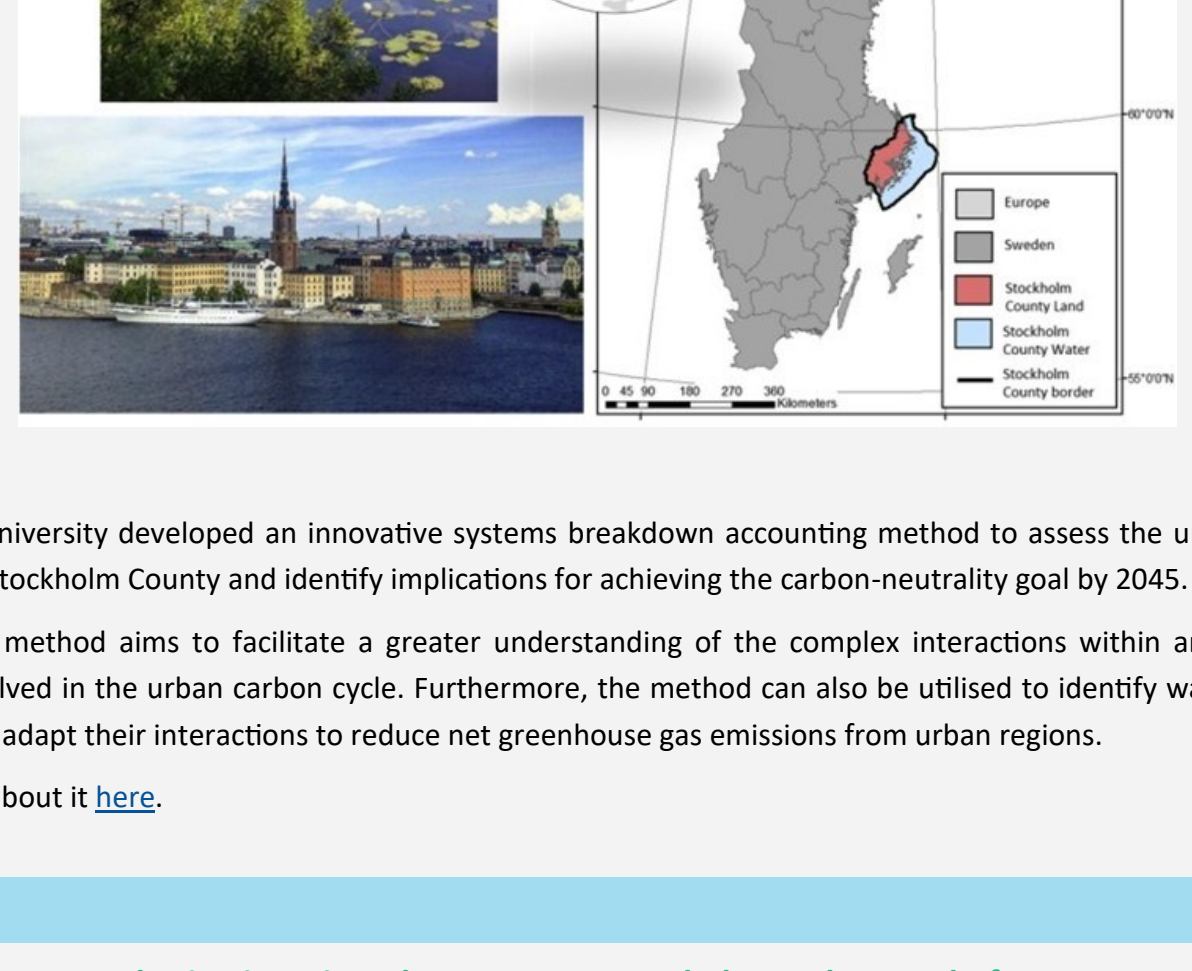 60°0'0"N
Europe
Sweden
Stockholm
County Land
Stockholm
County Water
Stockholm
County border
55°0'0"N
0 45 90 180 270 360
Kilometers
niversity developed an innovative systems breakdown accounting method to assess the u
tockholm County and identify implications for achieving the carbon-neutrality goal by 2045.
method aims to facilitate a greater understanding of the complex interactions within a
lved in the urban carbon cycle. Furthermore, the method can also be utilised to identify wa
adapt their interactions to reduce net greenhouse gas emissions from urban regions.
bout it here.